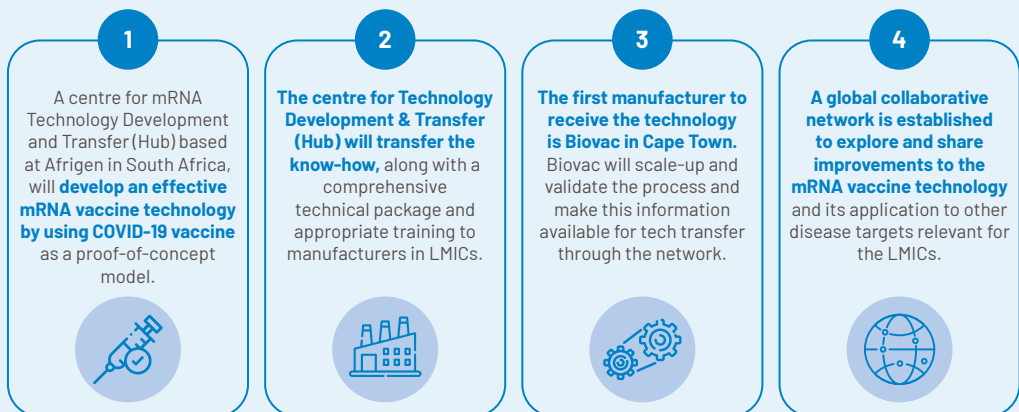 1
A centre for mRNA
Technology Development
and Transfer (Hub) based
at Afrigen in South Africa,
will develop an effective
mRNA vaccine technology
by using COVID-19 vaccine
as a proof-of-concept
model.
2
The centre for Technology
Development & Transfer
(Hub) will transfer the
know-how, along with a
comprehensive
technical package and
appropriate training to
manufacturers in LMICs.
3
The first manufacturer to
receive the technology
is Biovac in Cape Town.
Biovac will scale-up and
validate the process and
make this information
available for tech transfer
through the network.
4
A global collaborative
network is established
to explore and share
improvements to the
mRNA vaccine technology
and its application to other
disease targets relevant for
the LMICs.